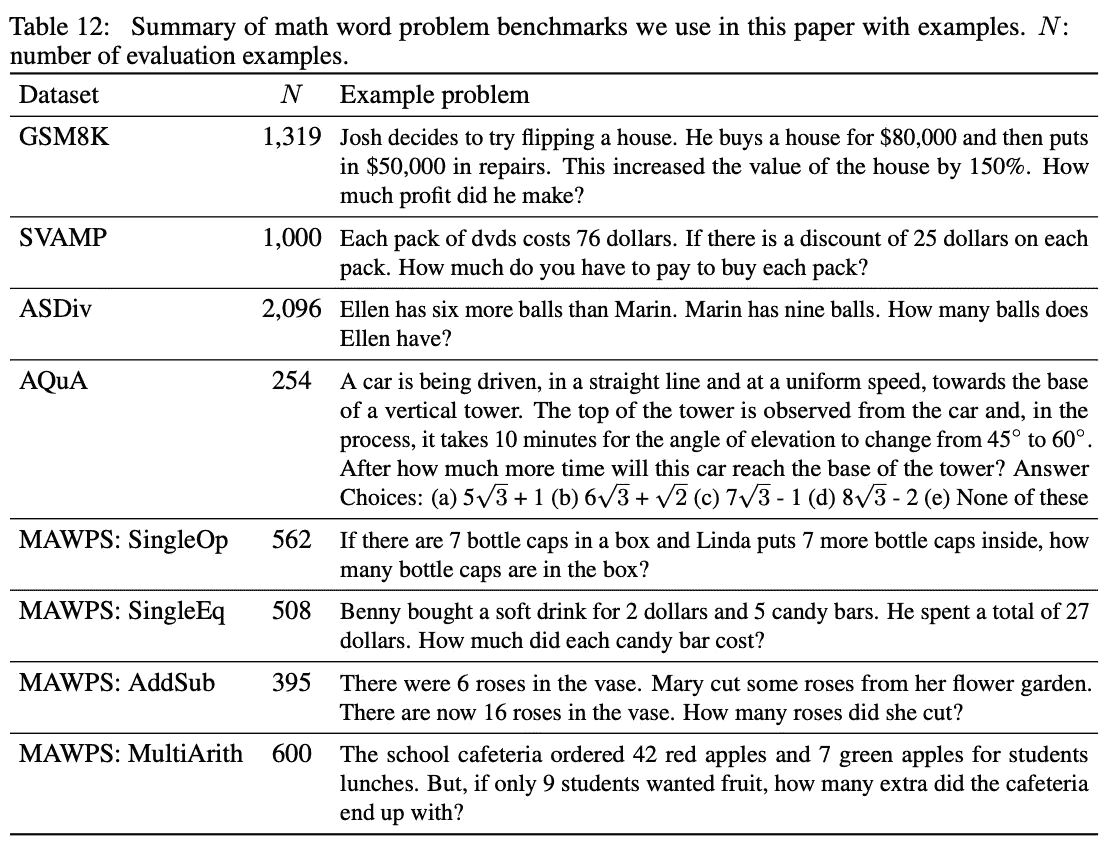 Table 12: Summary of math word problem benchmarks we use in this paper with examples. N:
number of evaluation examples.
Dataset N Example problem
GSM8K 1,319 Josh decides to try flipping a house. He buys a house for $80,000 and then puts
in $50,000 in repairs. This increased the value of the house by 150%. How
much profit did he make?
SVAMP 1,000 Each pack of dvds costs 76 dollars. If there is a discount of 25 dollars on each
pack. How much do you have to pay to buy each pack?
ASDiv 2,096 Ellen has six more balls than Marin. Marin has nine balls. How many balls does
Ellen have?
AQuA 254 A car is being driven, in a straight line and at a uniform speed, towards the base
of a vertical tower. The top of the tower is observed from the car and, in the
process, it takes 10 minutes for the angle of elevation to change from 45° to 60°.
After how much more time will this car reach the base of the tower? Answer
Choices: (a) 5√3 + 1 (b) 6√3 + √2 (c) 7√3 - 1 (d) 8√3 - 2 (e) None of these
MAWPS: SingleOp 562 If there are 7 bottle caps in a box and Linda puts 7 more bottle caps inside, how
many bottle caps are in the box?
MAWPS: SingleEq 508 Benny bought a soft drink for 2 dollars and 5 candy bars. He spent a total of 27
dollars. How much did each candy bar cost?
MAWPS: AddSub 395 There were 6 roses in the vase. Mary cut some roses from her flower garden.
There are now 16 roses in the vase. How many roses did she cut?
MAWPS: MultiArith 600 The school cafeteria ordered 42 red apples and 7 green apples for students
lunches. But, if only 9 students wanted fruit, how many extra did the cafeteria
end up with?